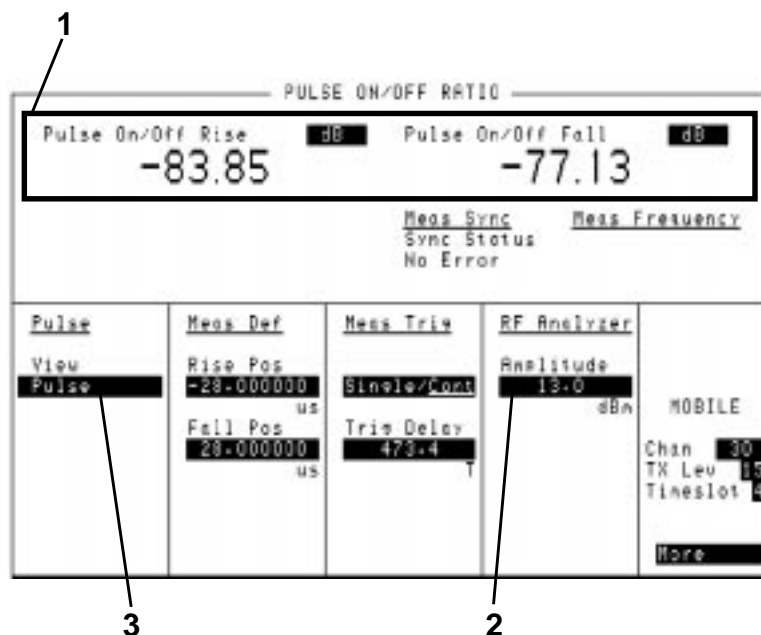 1
PULSE ON/OFF RATIO
Pulse On/Off Rise dB Pulse On/Off Fall dB
-83.85 -77.13
Meas Sync Meas Frequency
Sync Status
No Error
Pulse
View
Pulse
Meas Def
Rise Pos
-28.000000
us
Fall Pos
28.000000
us
Meas Trig
Single/Cont
Trig Delay
473.4
T
RF Analyzer
Amplitude
13.0
dBm
MOBILE
Chan 30
TX Lev 15
Timeslot 4
More
3 2